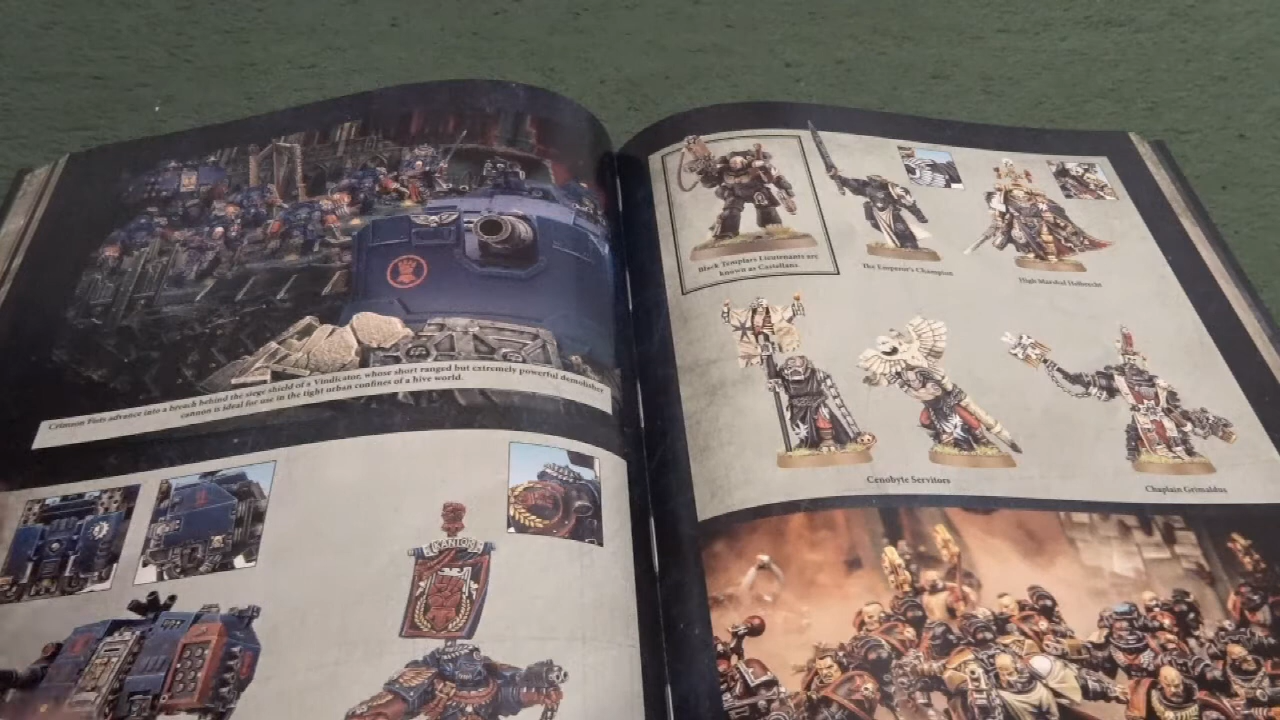 Crimson Fists advance into a breach behind the siege shield of a Vindicator, whose short ranged but extremely powerful demolisher
cannon is ideal for use in the tight urban confines of a hive world.
KANTOR
Black Templars Lieutenants are
known as Castellans.
The Emperor's Champion
High Marshal Helbrecht
Cenobyte Servitors
Chaplain Grimaldus